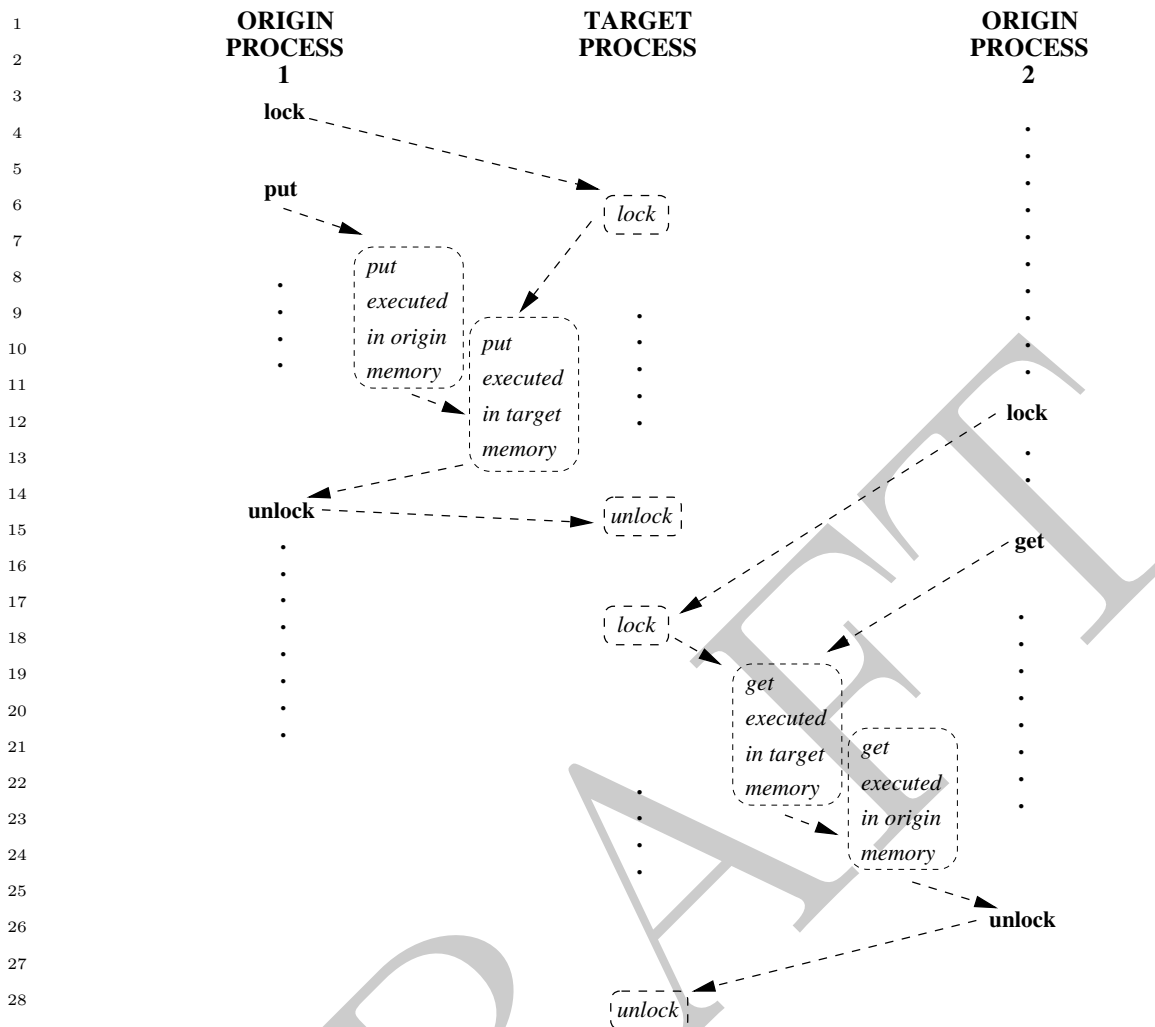 1
ORIGIN PROCESS 1
TARGET PROCESS
ORIGIN PROCESS 2
2
3
lock
4
5
put
6
lock
7
8
put
executed
in origin
memory
9
10
put
executed
in target
memory
11
12
lock
13
14
unlock
unlock
15
get
16
17
lock
18
19
get
executed
in target
memory
20
21
get
executed
in origin
memory
22
23
24
25
26
unlock
27
28
unlock
DRAFT